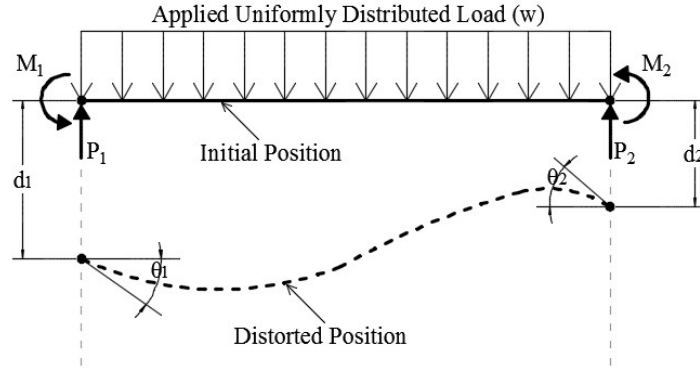 Applied Uniformly Distributed Load (w)
M₁
M₂
P₁
P₂
Initial Position
d₁
d₂
θ₂
θ₁
Distorted Position